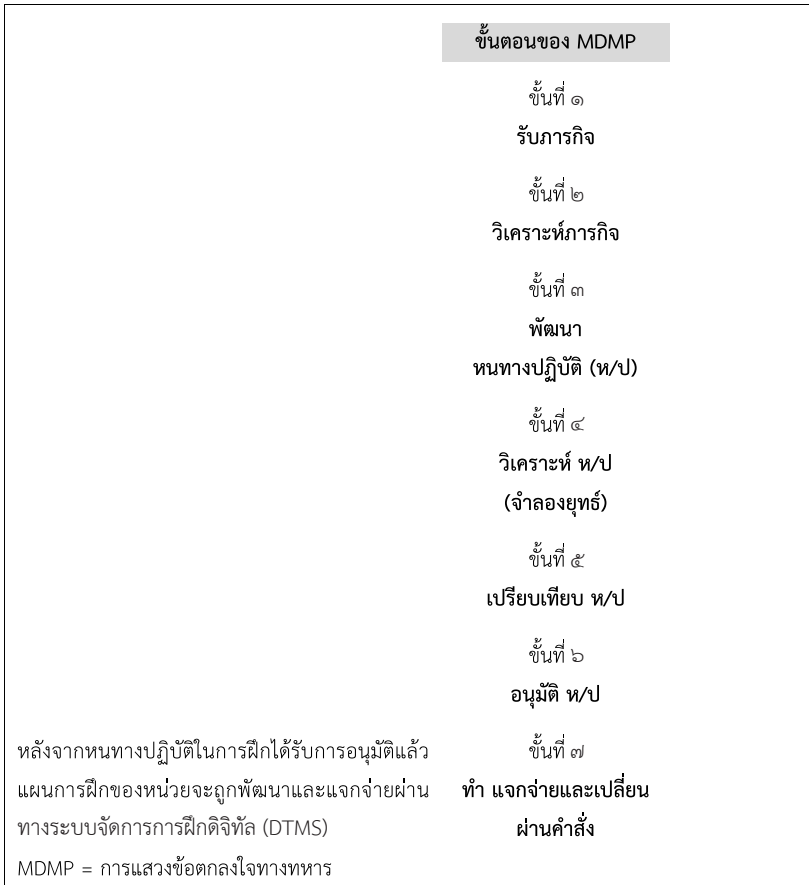 ขั้นตอนของ MDMP
ขั้นที่ ๑
รับภารกิจ
ขั้นที่ ๒
วิเคราะห์ภารกิจ
ขั้นที่ ๓
พัฒนา
หนทางปฏิบัติ (ห/ป)
ขั้นที่ ๔
วิเคราะห์ ห/ป
(จำลองยุทธ์)
ขั้นที่ ๕
เปรียบเทียบ ห/ป
ขั้นที่ ๖
อนุมัติ ห/ป
หลังจากหนทางปฏิบัติในการฝึกได้รับการอนุมัติแล้ว
แผนการฝึกของหน่วยจะถูกพัฒนาและแจกจ่ายผ่าน
ทางระบบจัดการการฝึกดิจิทัล (DTMS)
MDMP = การแสวงข้อตกลงใจทางทหาร
ขั้นที่ ๗
ทำ แจกจ่ายและเปลี่ยน
ผ่านคำสั่ง